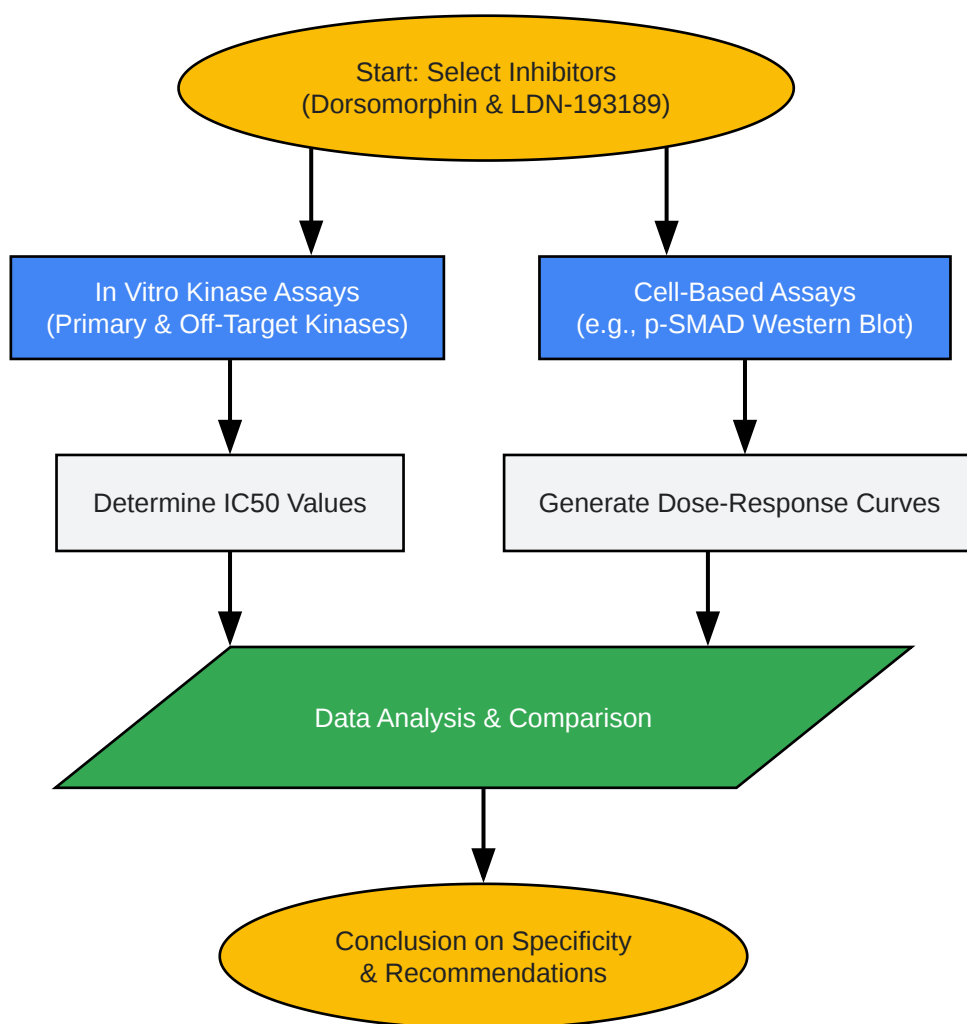 Start: Select Inhibitors
(Dorsomorphin & LDN-193189)
In Vitro Kinase Assays
(Primary & Off-Target Kinases)
Cell-Based Assays
(e.g., p-SMAD Western Blot)
Determine IC50 Values
Generate Dose-Response Curves
Data Analysis & Comparison
Conclusion on Specificity
& Recommendations